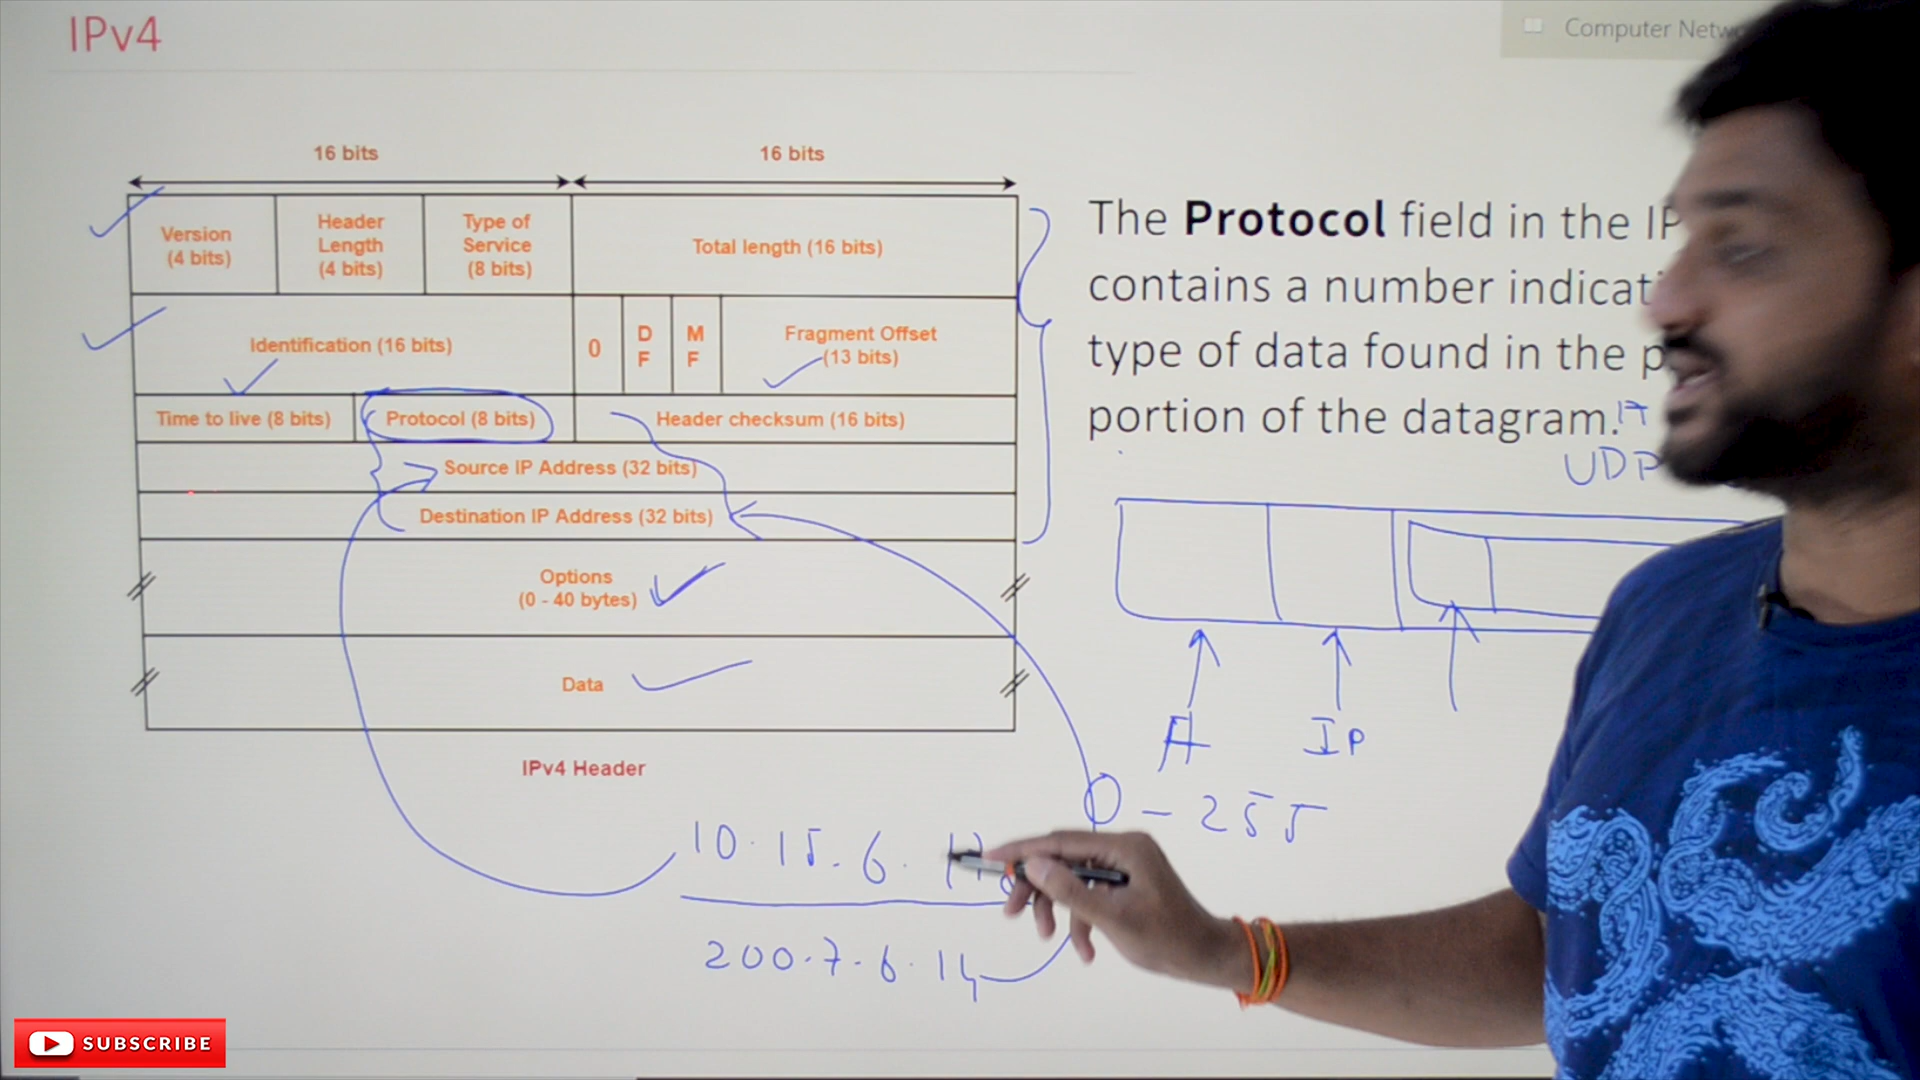 IPv4
Computer
16 bits
16 bits
Version
(4 bits)
Header
Length
(4 bits)
Type of
Service
(8 bits)
Total length (16 bits)
Identification (16 bits)
0
D
F
M
F
Fragment Offset
(13 bits)
Time to live (8 bits)
Protocol (8 bits)
Header checksum (16 bits)
Source IP Address (32 bits)
Destination IP Address (32 bits)
Options
(0 - 40 bytes)
Data
IPv4 Header
The Protocol field in the IP
contains a number
type of data found in the
portion of the datagram.
17
UDP
IP
0 - 255
10.15.6.
200.7.6.14
SUBSCRIBE